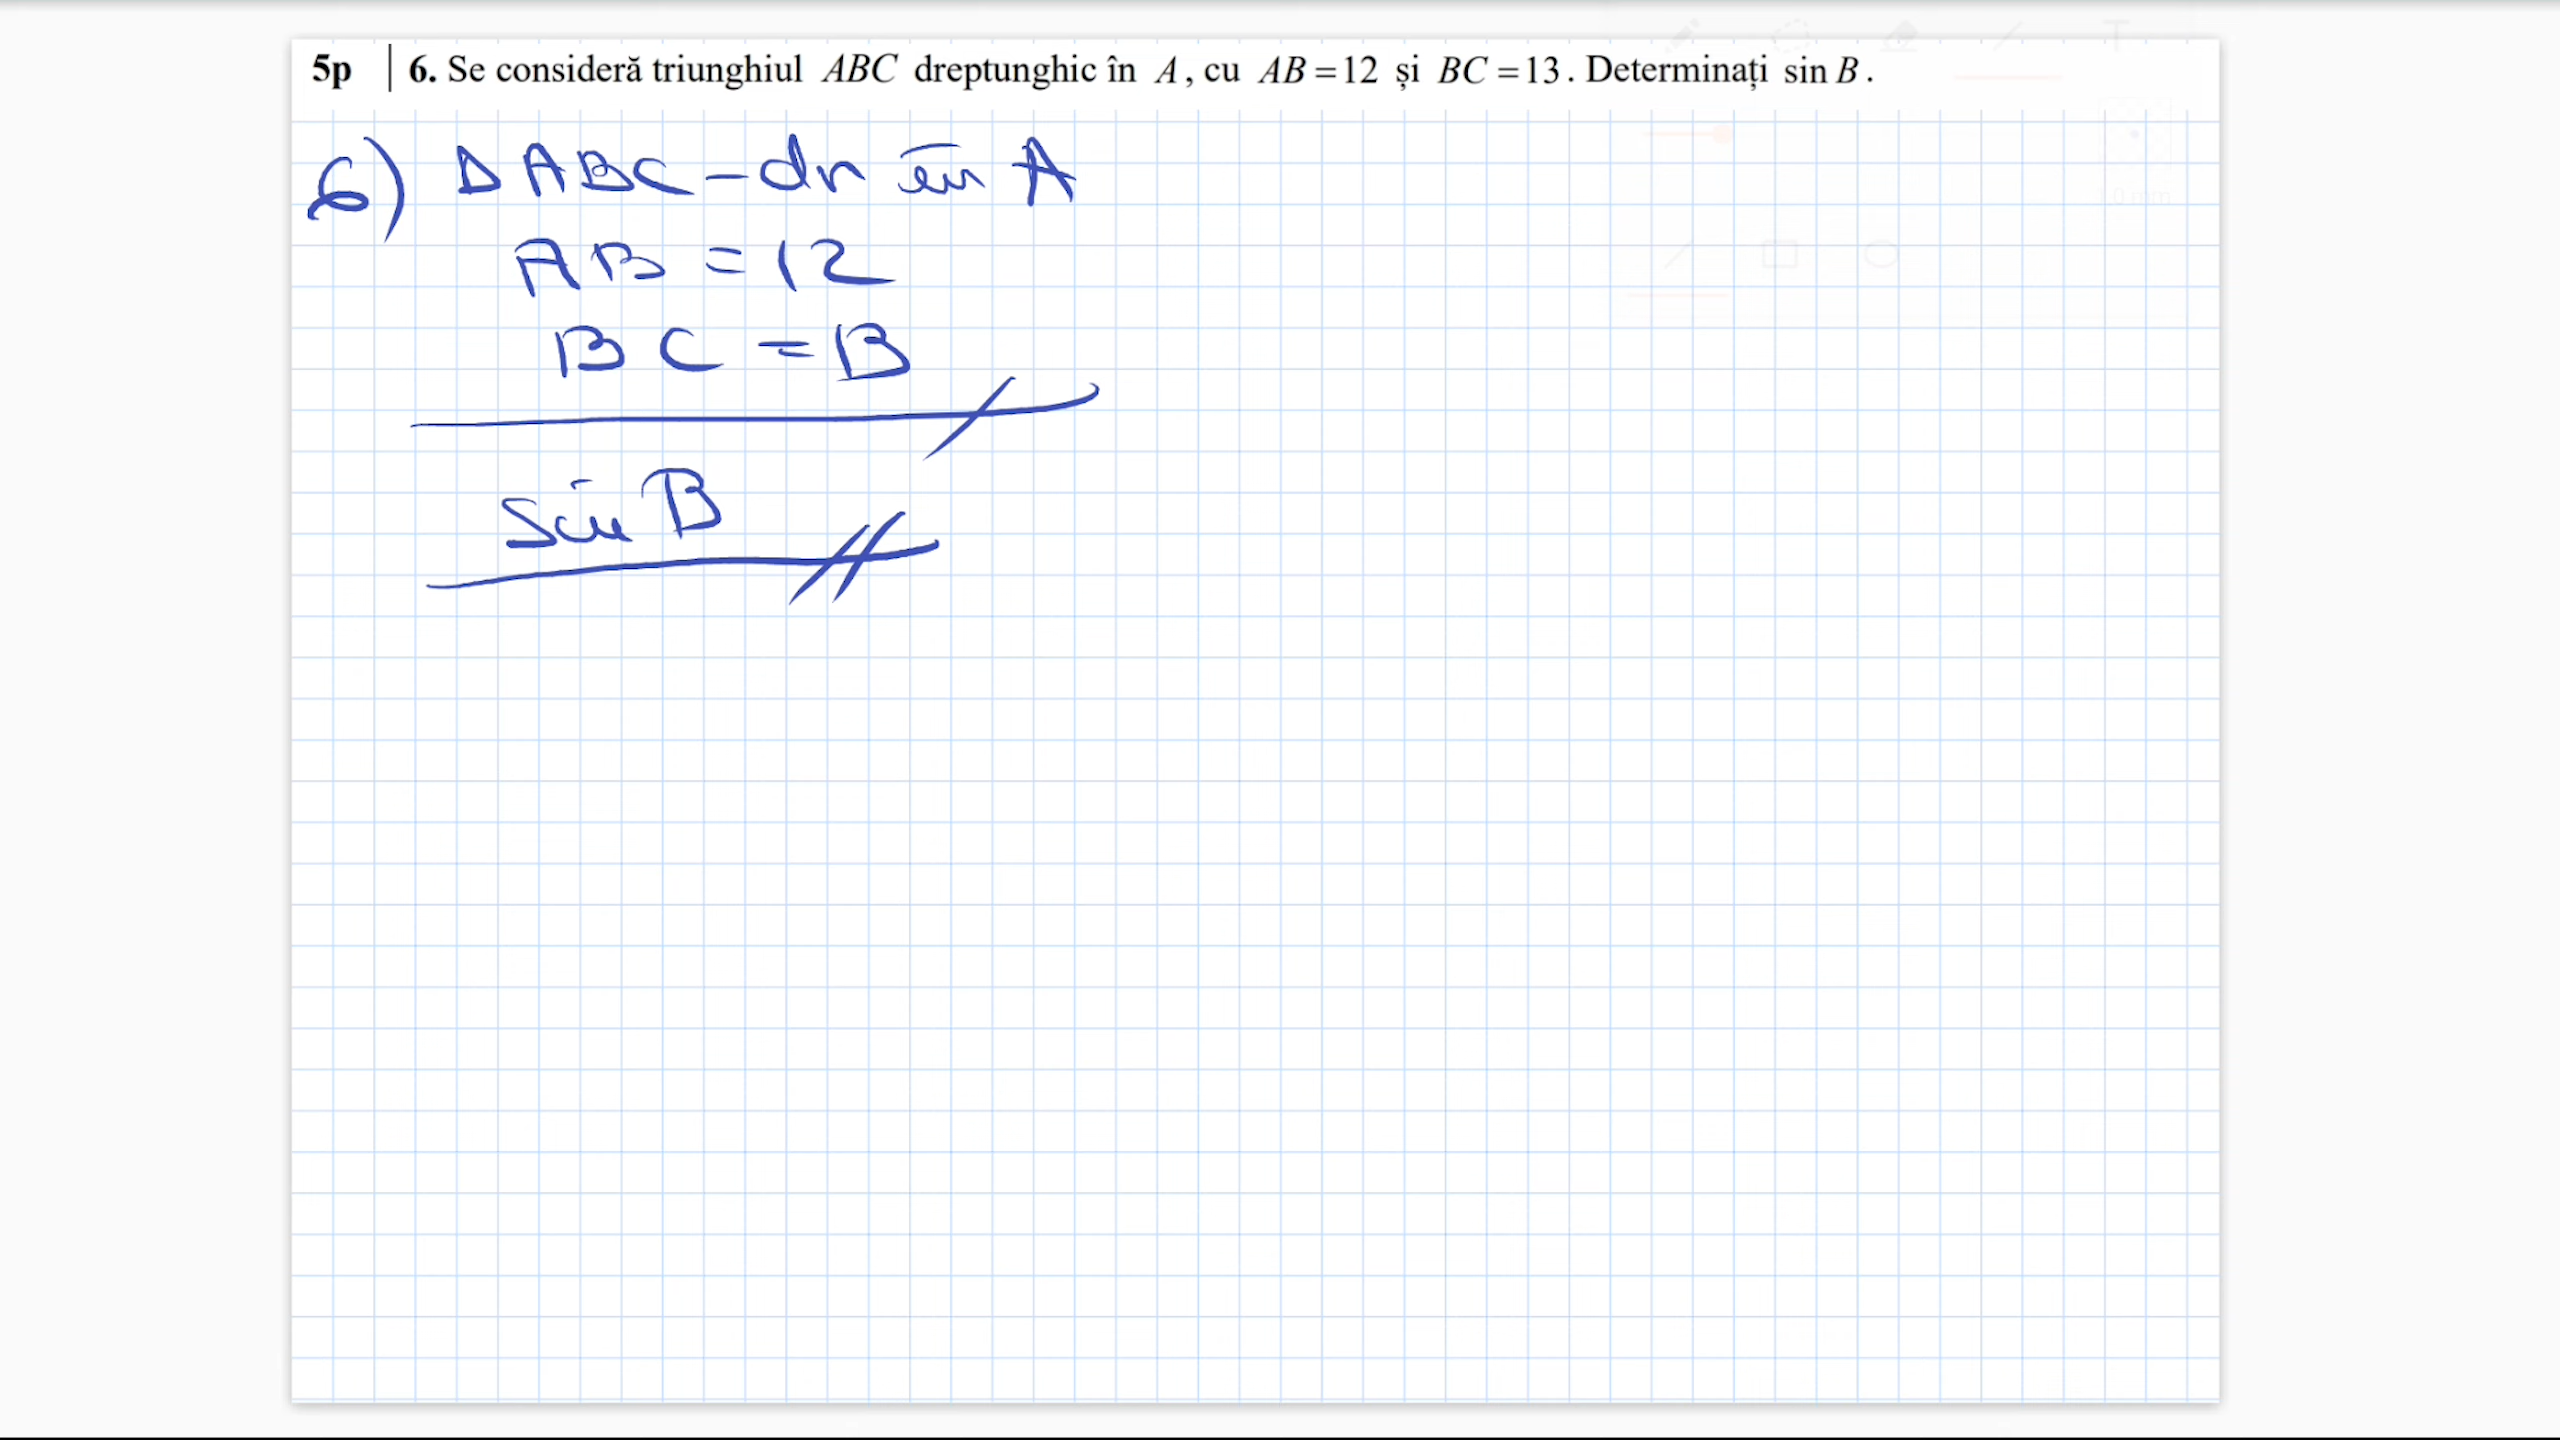 5p | 6. Se consideră triunghiul ABC dreptunghic în A, cu AB=12 și BC=13. Determinați sin B.
6) Δ ABC - dr în A
AB = 12
BC = 13
sin B